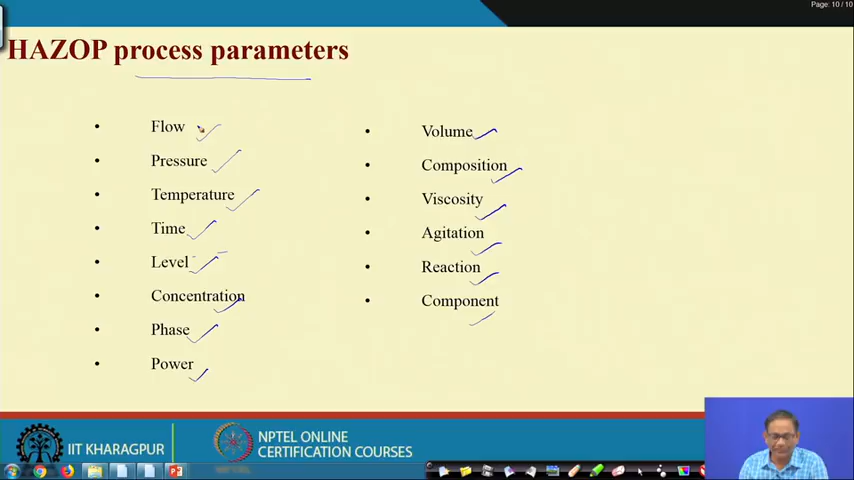 Page: 10 / 10
HAZOP process parameters
• Flow
• Pressure
• Temperature
• Time
• Level
• Concentration
• Phase
• Power
• Volume
• Composition
• Viscosity
• Agitation
• Reaction
• Component
IIT KHARAGPUR
NPTEL ONLINE
CERTIFICATION COURSES